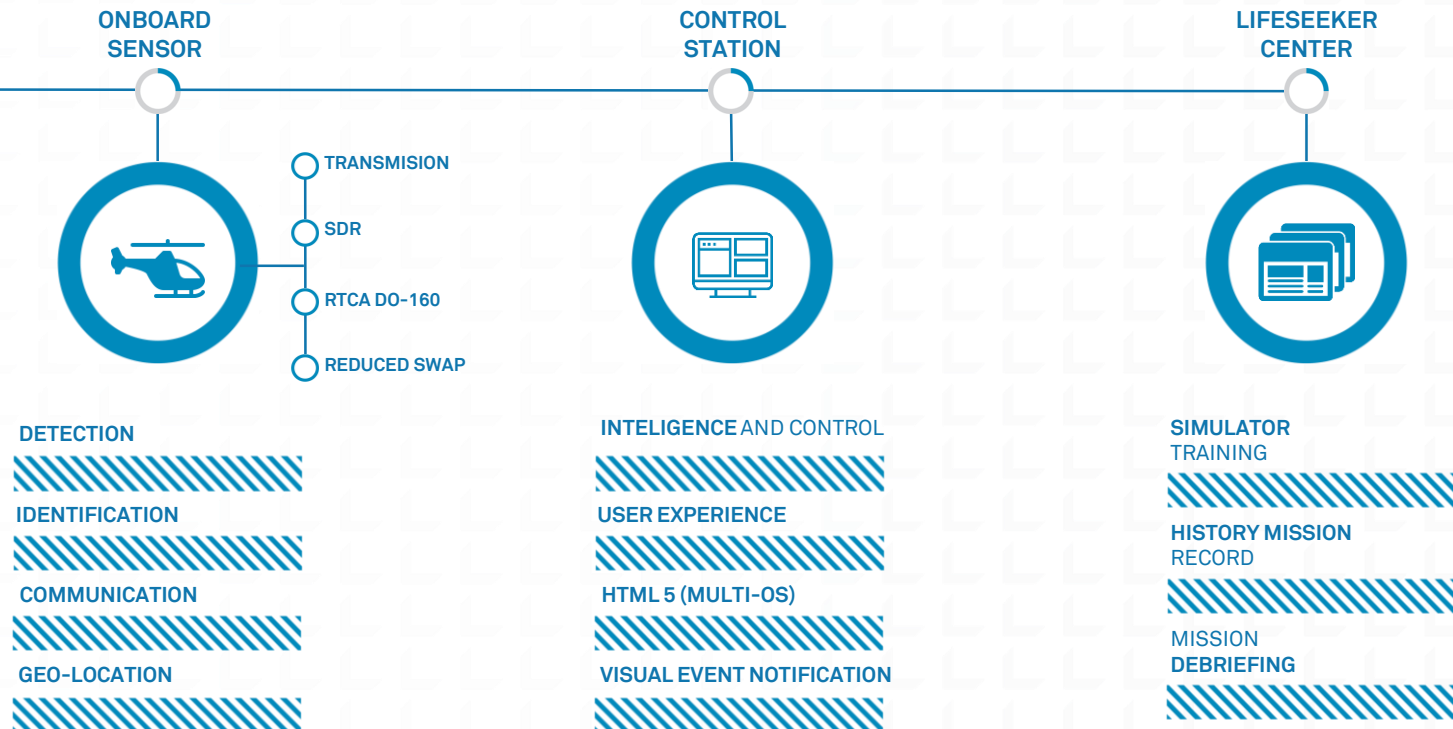 ONBOARD
SENSOR
TRANSMISION
SDR
RTCA DO-160
REDUCED SWAP
DETECTION
IDENTIFICATION
COMMUNICATION
GEO-LOCATION
CONTROL
STATION
INTELIGENCE AND CONTROL
USER EXPERIENCE
HTML 5 (MULTI-OS)
VISUAL EVENT NOTIFICATION
LIFESEEKER
CENTER
SIMULATOR
TRAINING
HISTORY MISSION
RECORD
MISSION
DEBRIEFING